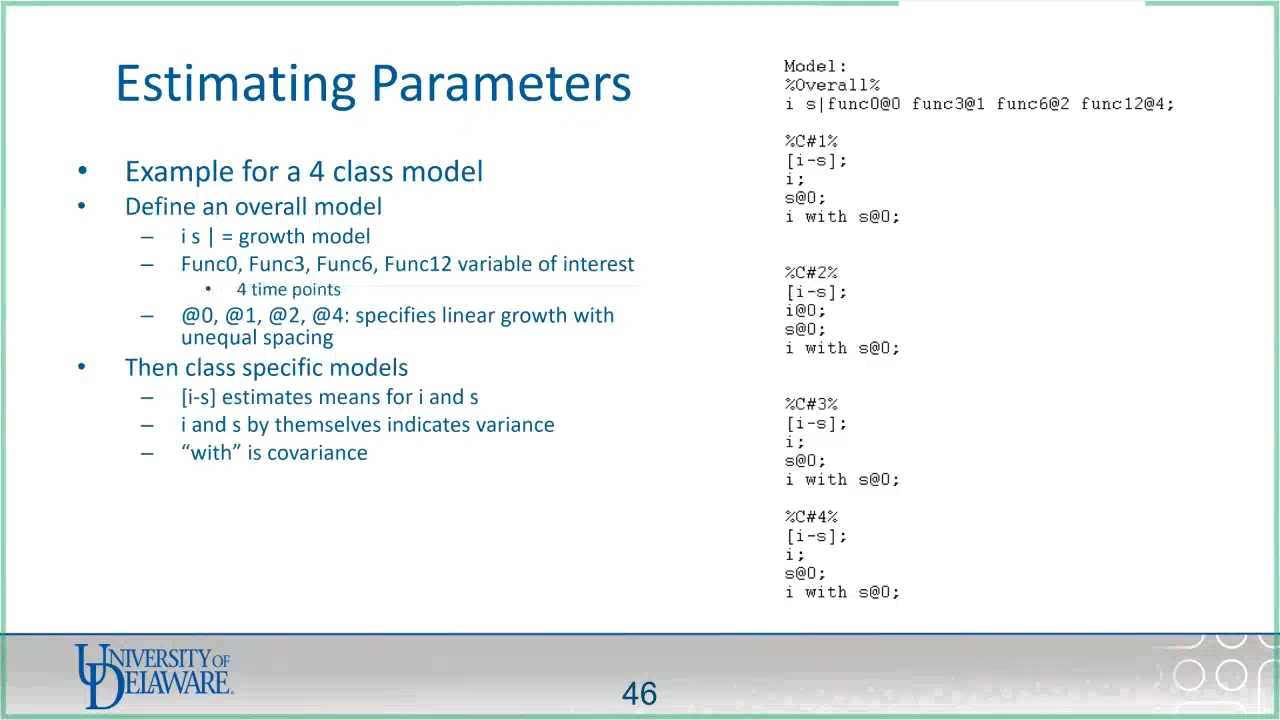 Estimating Parameters
• Example for a 4 class model
• Define an overall model
– i s | = growth model
– Func0, Func3, Func6, Func12 variable of interest
• 4 time points
– @0, @1, @2, @4: specifies linear growth with
unequal spacing
• Then class specific models
– [i-s] estimates means for i and s
– i and s by themselves indicates variance
– “with” is covariance
Model:
%Overall%
i s|func0@0 func3@1 func6@2 func12@4;
%C#1%
[i-s];
i;
s@0;
i with s@0;
%C#2%
[i-s];
i@0;
s@0;
i with s@0;
%C#3%
[i-s];
i;
s@0;
i with s@0;
%C#4%
[i-s];
i;
s@0;
i with s@0;
UNIVERSITY OF
DELAWARE
46